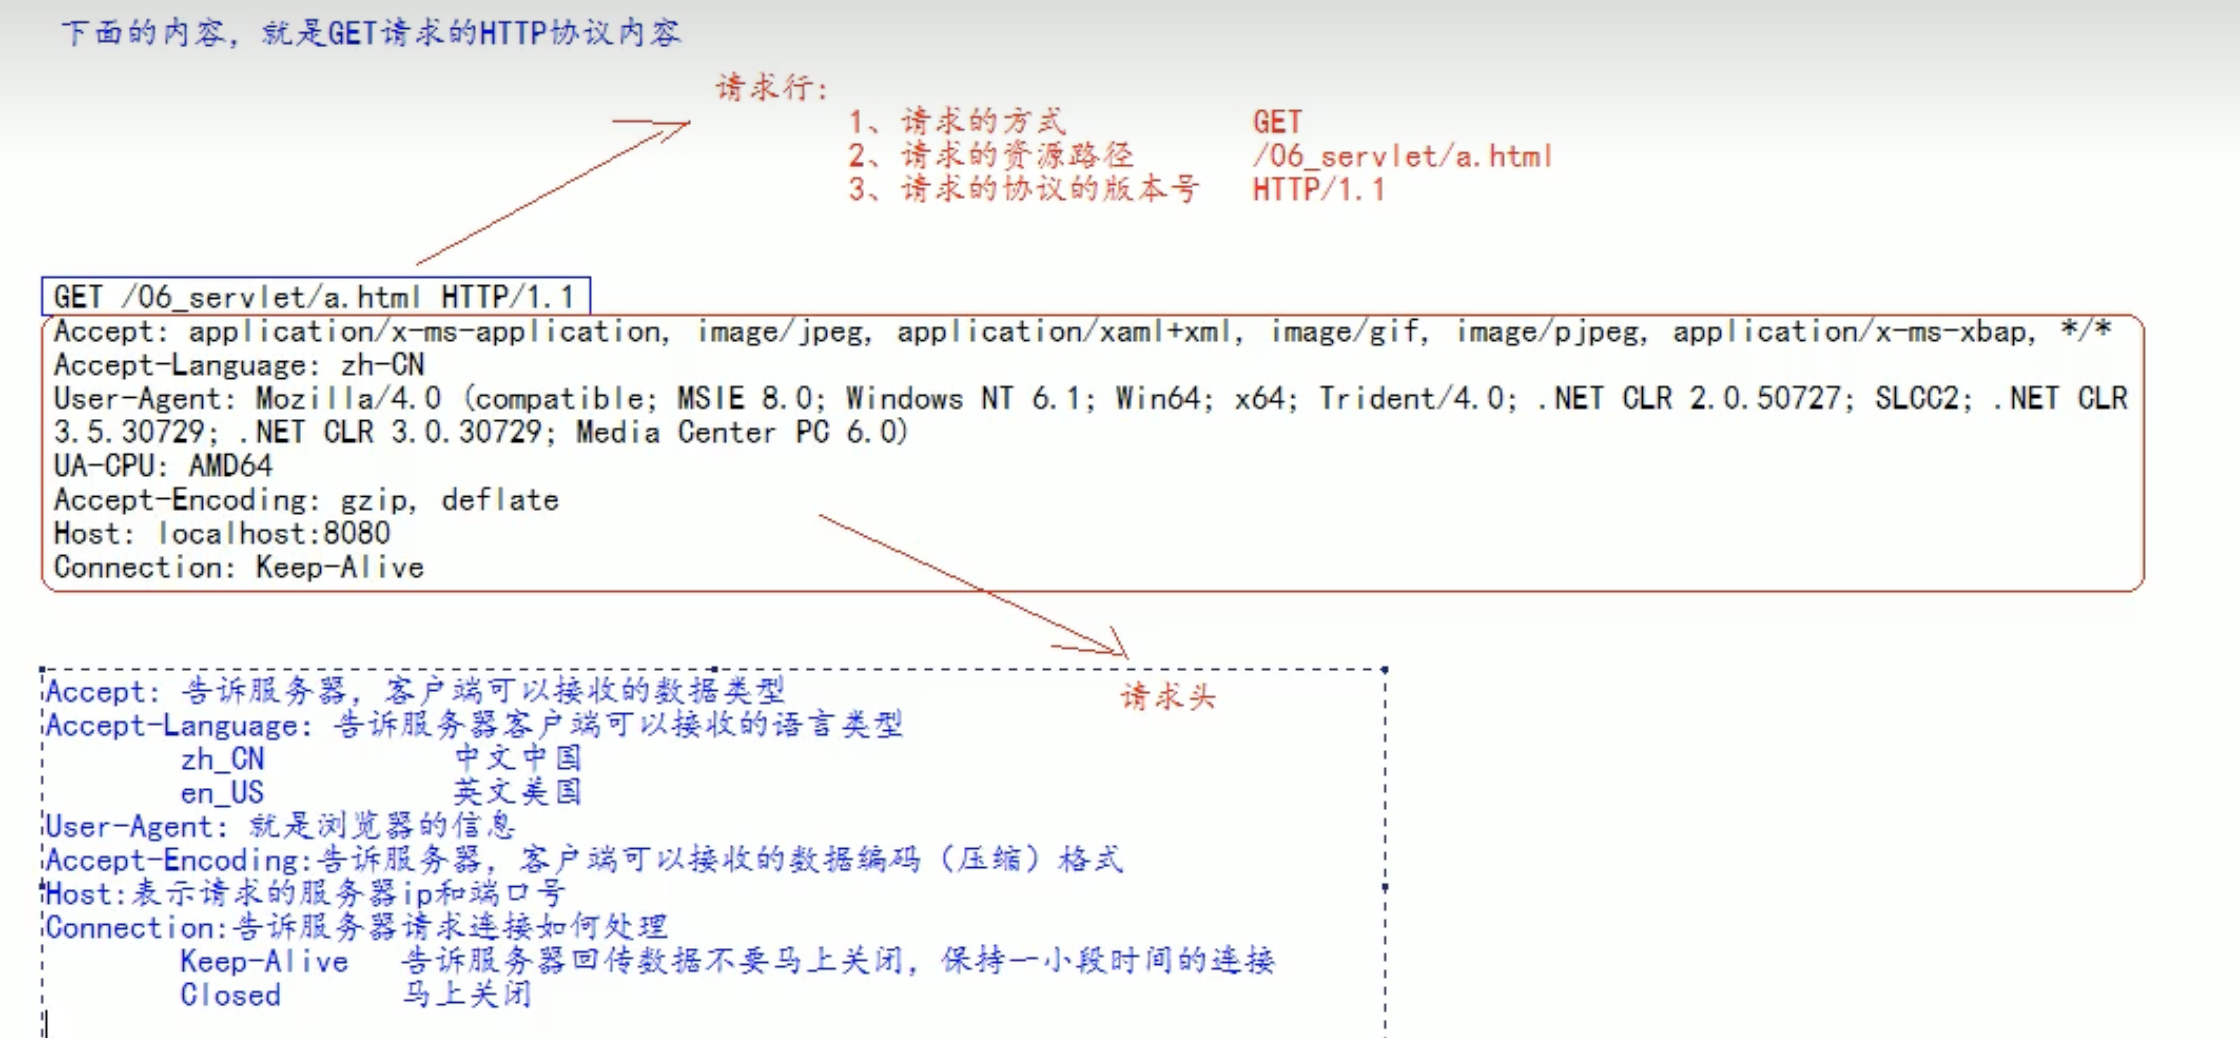 下面的内容，就是GET请求的HTTP协议内容
请求行：
1、请求的方式 GET
2、请求的资源路径 /06_servlet/a.html
3、请求的协议的版本号 HTTP/1.1
GET /06_servlet/a.html HTTP/1.1
Accept: application/x-ms-application, image/jpeg, application/xaml+xml, image/gif, image/pjpeg, application/x-ms-xbap, */*
Accept-Language: zh-CN
User-Agent: Mozilla/4.0 (compatible; MSIE 8.0; Windows NT 6.1; Win64; x64; Trident/4.0; .NET CLR 2.0.50727; SLCC2; .NET CLR
3.5.30729; .NET CLR 3.0.30729; Media Center PC 6.0)
UA-CPU: AMD64
Accept-Encoding: gzip, deflate
Host: localhost:8080
Connection: Keep-Alive
请求头
Accept: 告诉服务器，客户端可以接收的数据类型
Accept-Language: 告诉服务器客户端可以接收的语言类型
zh_CN 中文中国
en_US 英文美国
User-Agent: 就是浏览器的信息
Accept-Encoding:告诉服务器，客户端可以接收的数据编码（压缩）格式
Host:表示请求的服务器ip和端口号
Connection:告诉服务器请求连接如何处理
Keep-Alive 告诉服务器回传数据不要马上关闭，保持一小段时间的连接
Closed 马上关闭